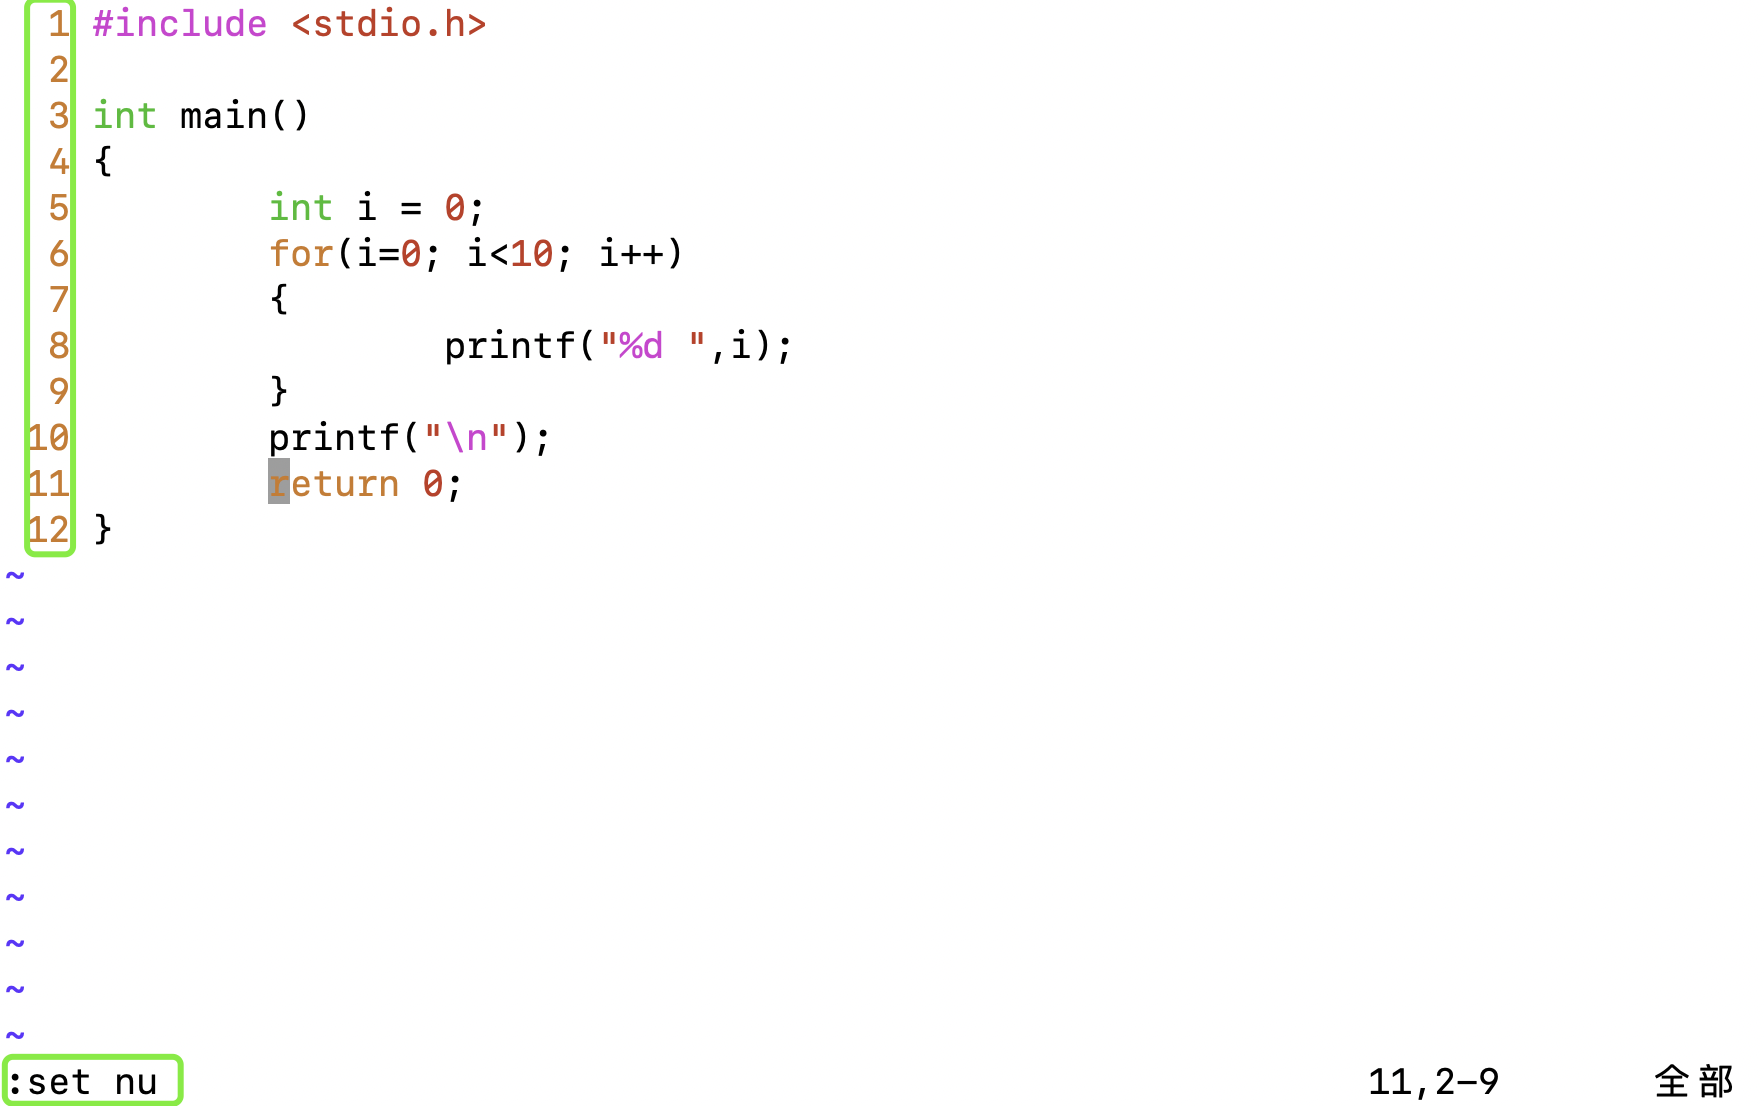 1 #include <stdio.h>
2
3 int main()
4 {
5         int i = 0;
6         for(i=0; i<10; i++)
7         {
8                 printf("%d ",i);
9         }
10         printf("\n");
11         return 0;
12 }
~
~
~
~
~
~
~
~
~
~
~
:set nu 11,2-9 全部